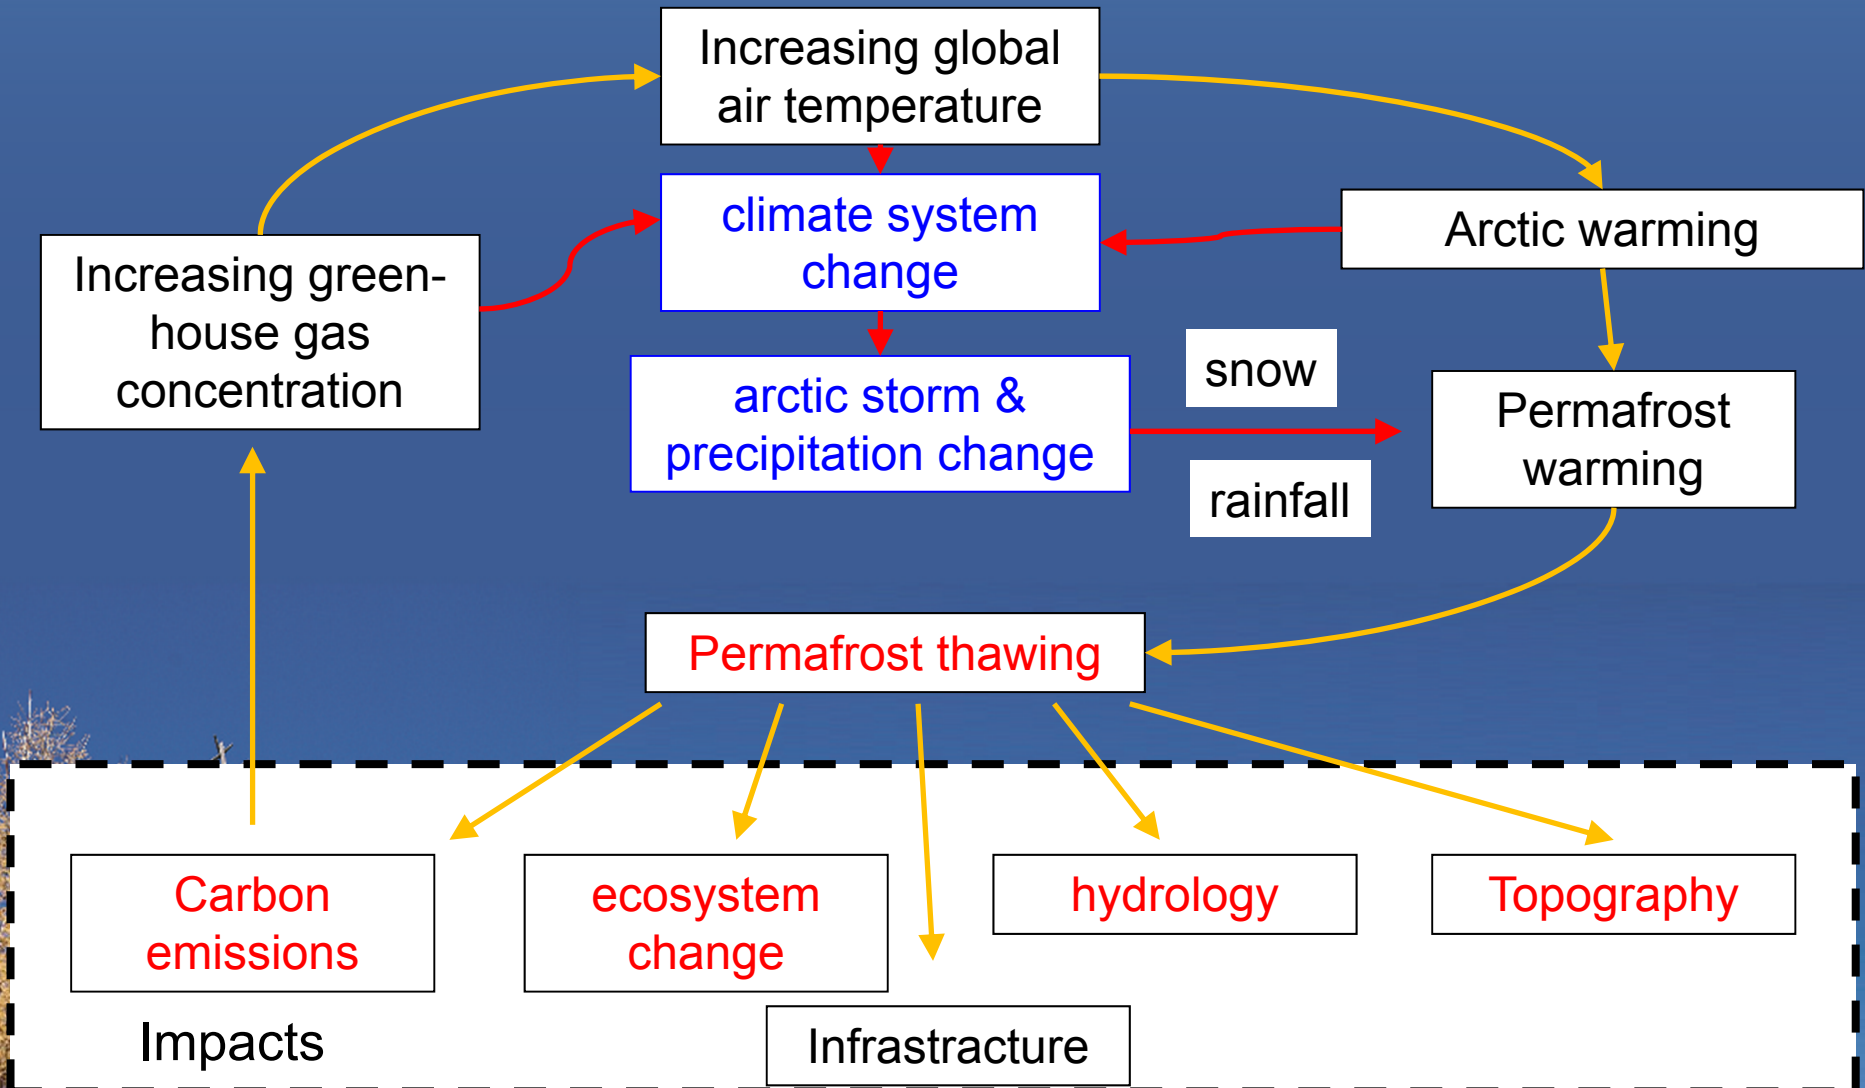 Increasing global
air temperature
climate system
change
Arctic warming
Increasing green-
house gas
concentration
arctic storm &
precipitation change
snow
rainfall
Permafrost
warming
Permafrost thawing
Carbon
emissions
ecosystem
change
hydrology
Topography
Impacts
Infrastracture